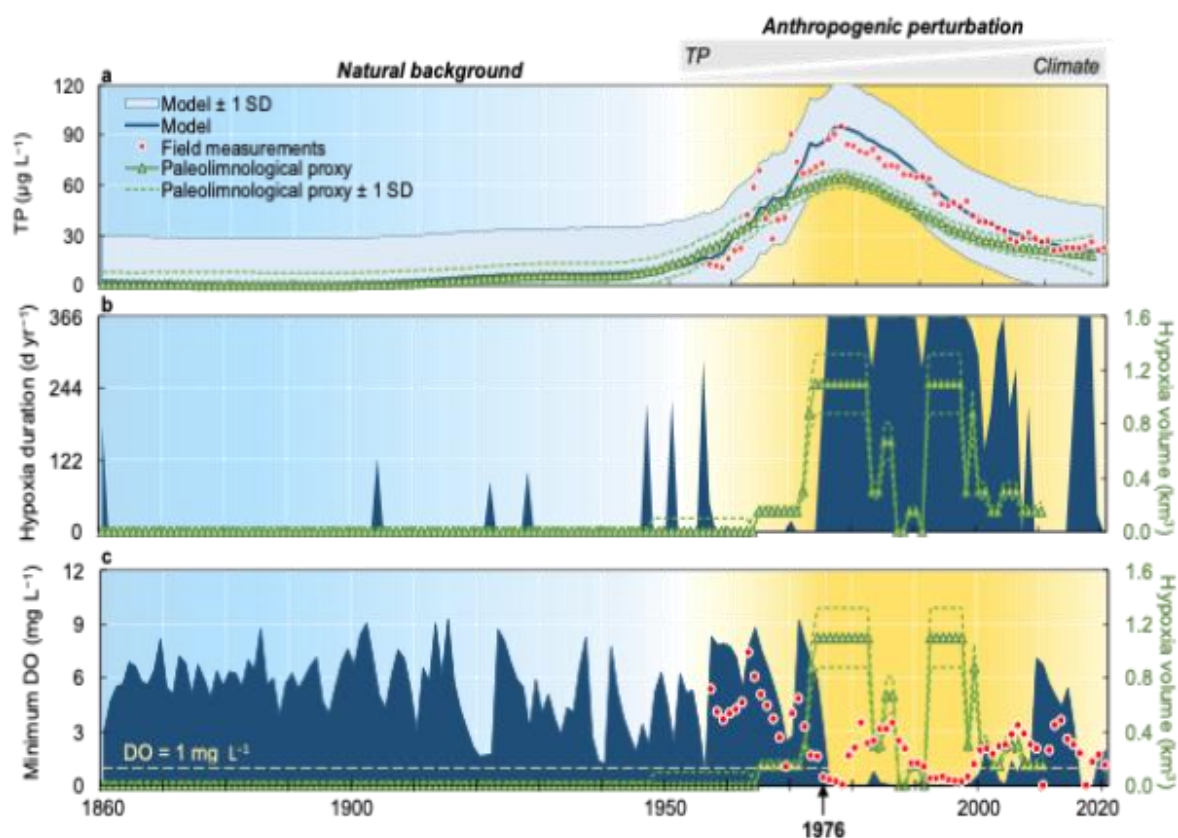 Anthropogenic perturbation
TP
Climate
Natural background
a
120
90
60
30
0
TP (µg L⁻¹)
Model ± 1 SD
Model
Field measurements
Paleolimnological proxy
Paleolimnological proxy ± 1 SD
b
366
244
122
0
Hypoxia duration (d yr⁻¹)
1.6
1.2
0.8
0.4
0.0
Hypoxia volume (km³)
c
12
9
6
3
0
Minimum DO (mg L⁻¹)
DO = 1 mg L⁻¹
1.6
1.2
0.8
0.4
0.0
Hypoxia volume (km³)
1860
1900
1950
1976
2000
2020